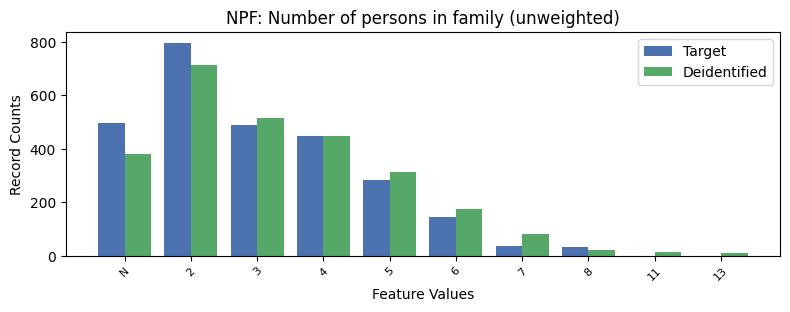 NPF: Number of persons in family (unweighted)
Target
Deidentified
800
600
400
200
0
Record Counts
N 2 3 4 5 6 7 8 11 13
Feature Values